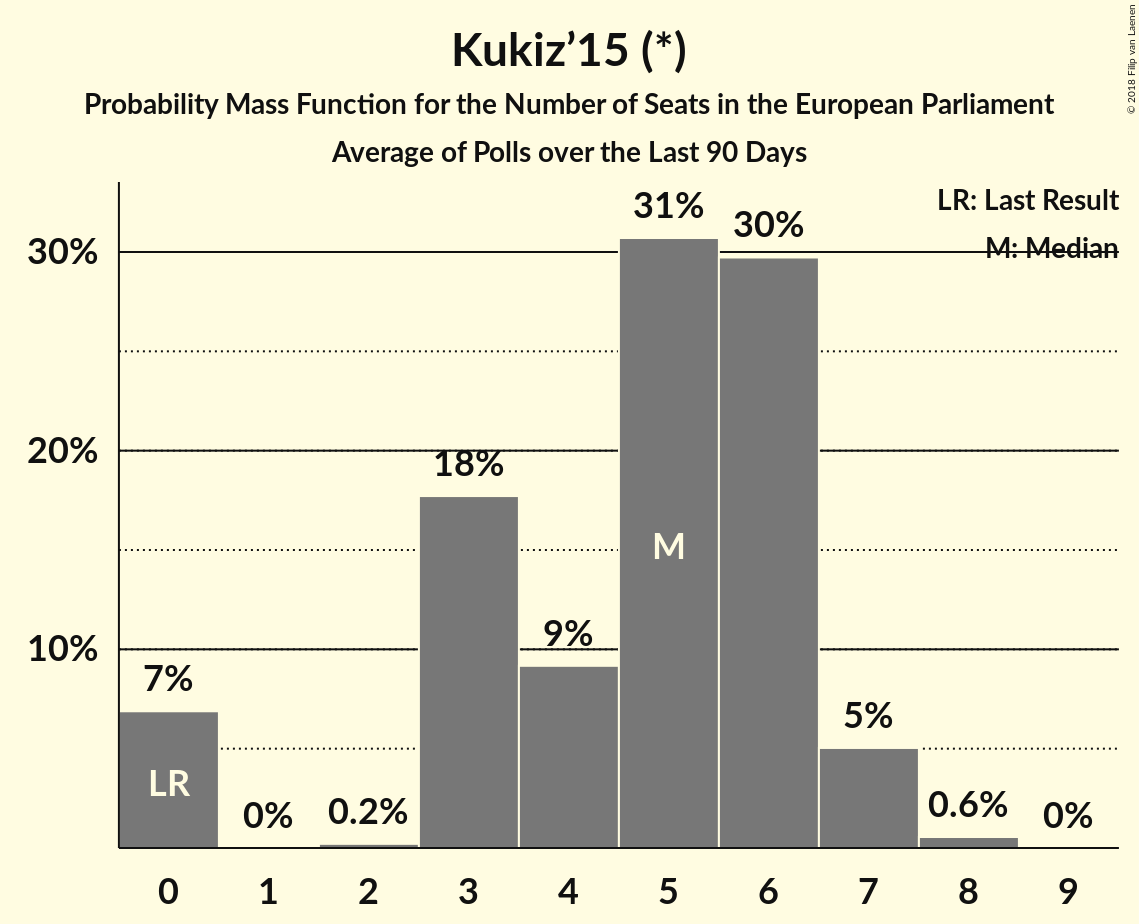 Kukiz’15 (*)
Probability Mass Function for the Number of Seats in the European Parliament
Average of Polls over the Last 90 Days
© 2018 Filip van Laenen
LR: Last Result
M: Median
31%
30%
30%
20%
18%
M
10%
9%
7%
5%
LR
0%
0.2%
0.6%
0%
0 1 2 3 4 5 6 7 8 9